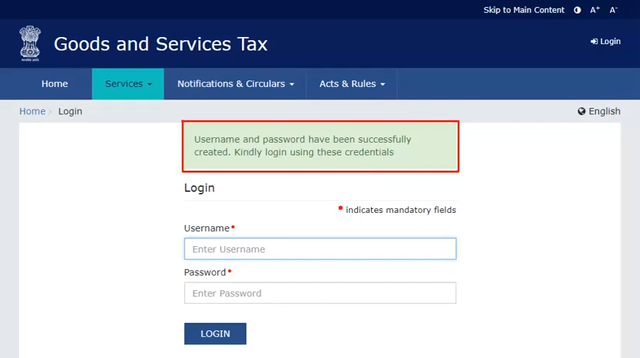 Skip to Main Content A+ A-
Goods and Services Tax
Login
Home Services Notifications & Circulars Acts & Rules
Home > Login English
Username and password have been successfully
created. Kindly login using these credentials
Login
* indicates mandatory fields
Username*
Enter Username
Password*
Enter Password
LOGIN